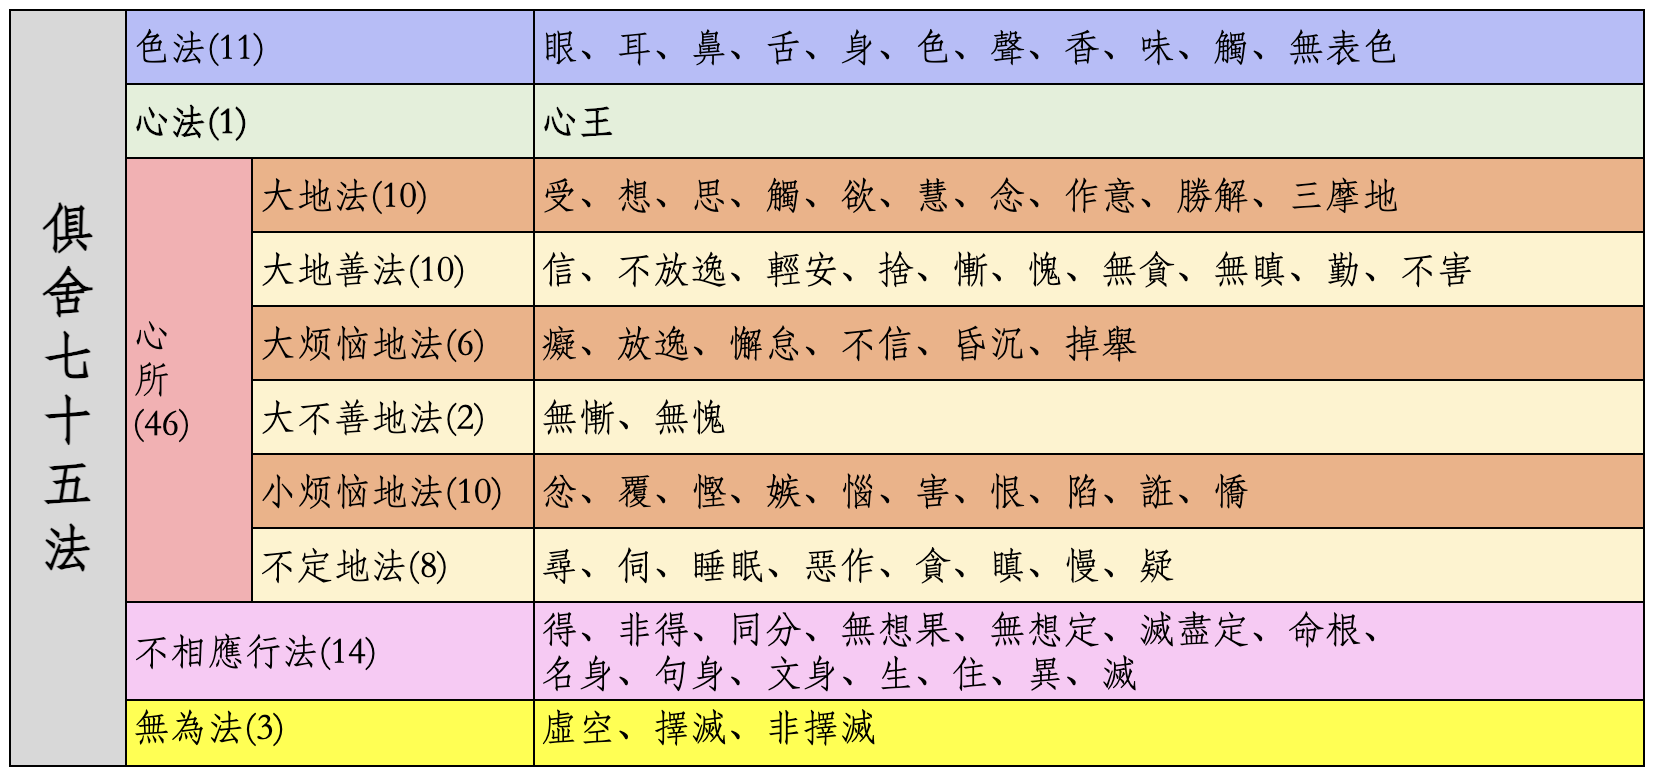 俱舍七十五法
色法(11)
眼、耳、鼻、舌、身、色、聲、香、味、觸、無表色
心法(1)
心王
心
所
(46)
大地法(10)
受、想、思、觸、欲、慧、念、作意、勝解、三摩地
大地善法(10)
信、不放逸、輕安、捨、慚、愧、無貪、無瞋、勤、不害
大烦恼地法(6)
癡、放逸、懈怠、不信、昏沉、掉舉
大不善地法(2)
無慚、無愧
小烦恼地法(10)
忿、覆、慳、嫉、惱、害、恨、陷、誑、憍
不定地法(8)
尋、伺、睡眠、惡作、貪、瞋、慢、疑
不相應行法(14)
得、非得、同分、無想果、無想定、滅盡定、命根、
名身、句身、文身、生、住、異、滅
無為法(3)
虛空、擇滅、非擇滅